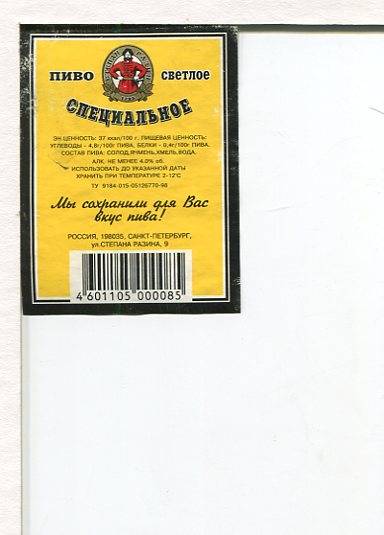 ПИВО СВЕТЛОЕ
СПЕЦИАЛЬНОЕ
ЭН.ЦЕННОСТЬ: 37 ккал/100 г. ПИЩЕВАЯ ЦЕННОСТЬ:
УГЛЕВОДЫ - 4,8г/100г ПИВА, БЕЛКИ - 0,4г/100г ПИВА.
СОСТАВ ПИВА: СОЛОД,ЯЧМЕНЬ,ХМЕЛЬ,ВОДА.
АЛК. НЕ МЕНЕЕ 4,0% об.
ИСПОЛЬЗОВАТЬ ДО УКАЗАННОЙ ДАТЫ
ХРАНИТЬ ПРИ ТЕМПЕРАТУРЕ 2-12°С
ТУ 9184-015-05126770-98
Мы сохранили для Вас
вкус пива!
РОССИЯ, 198035, САНКТ-ПЕТЕРБУРГ,
ул.СТЕПАНА РАЗИНА, 9
4 601105 000085